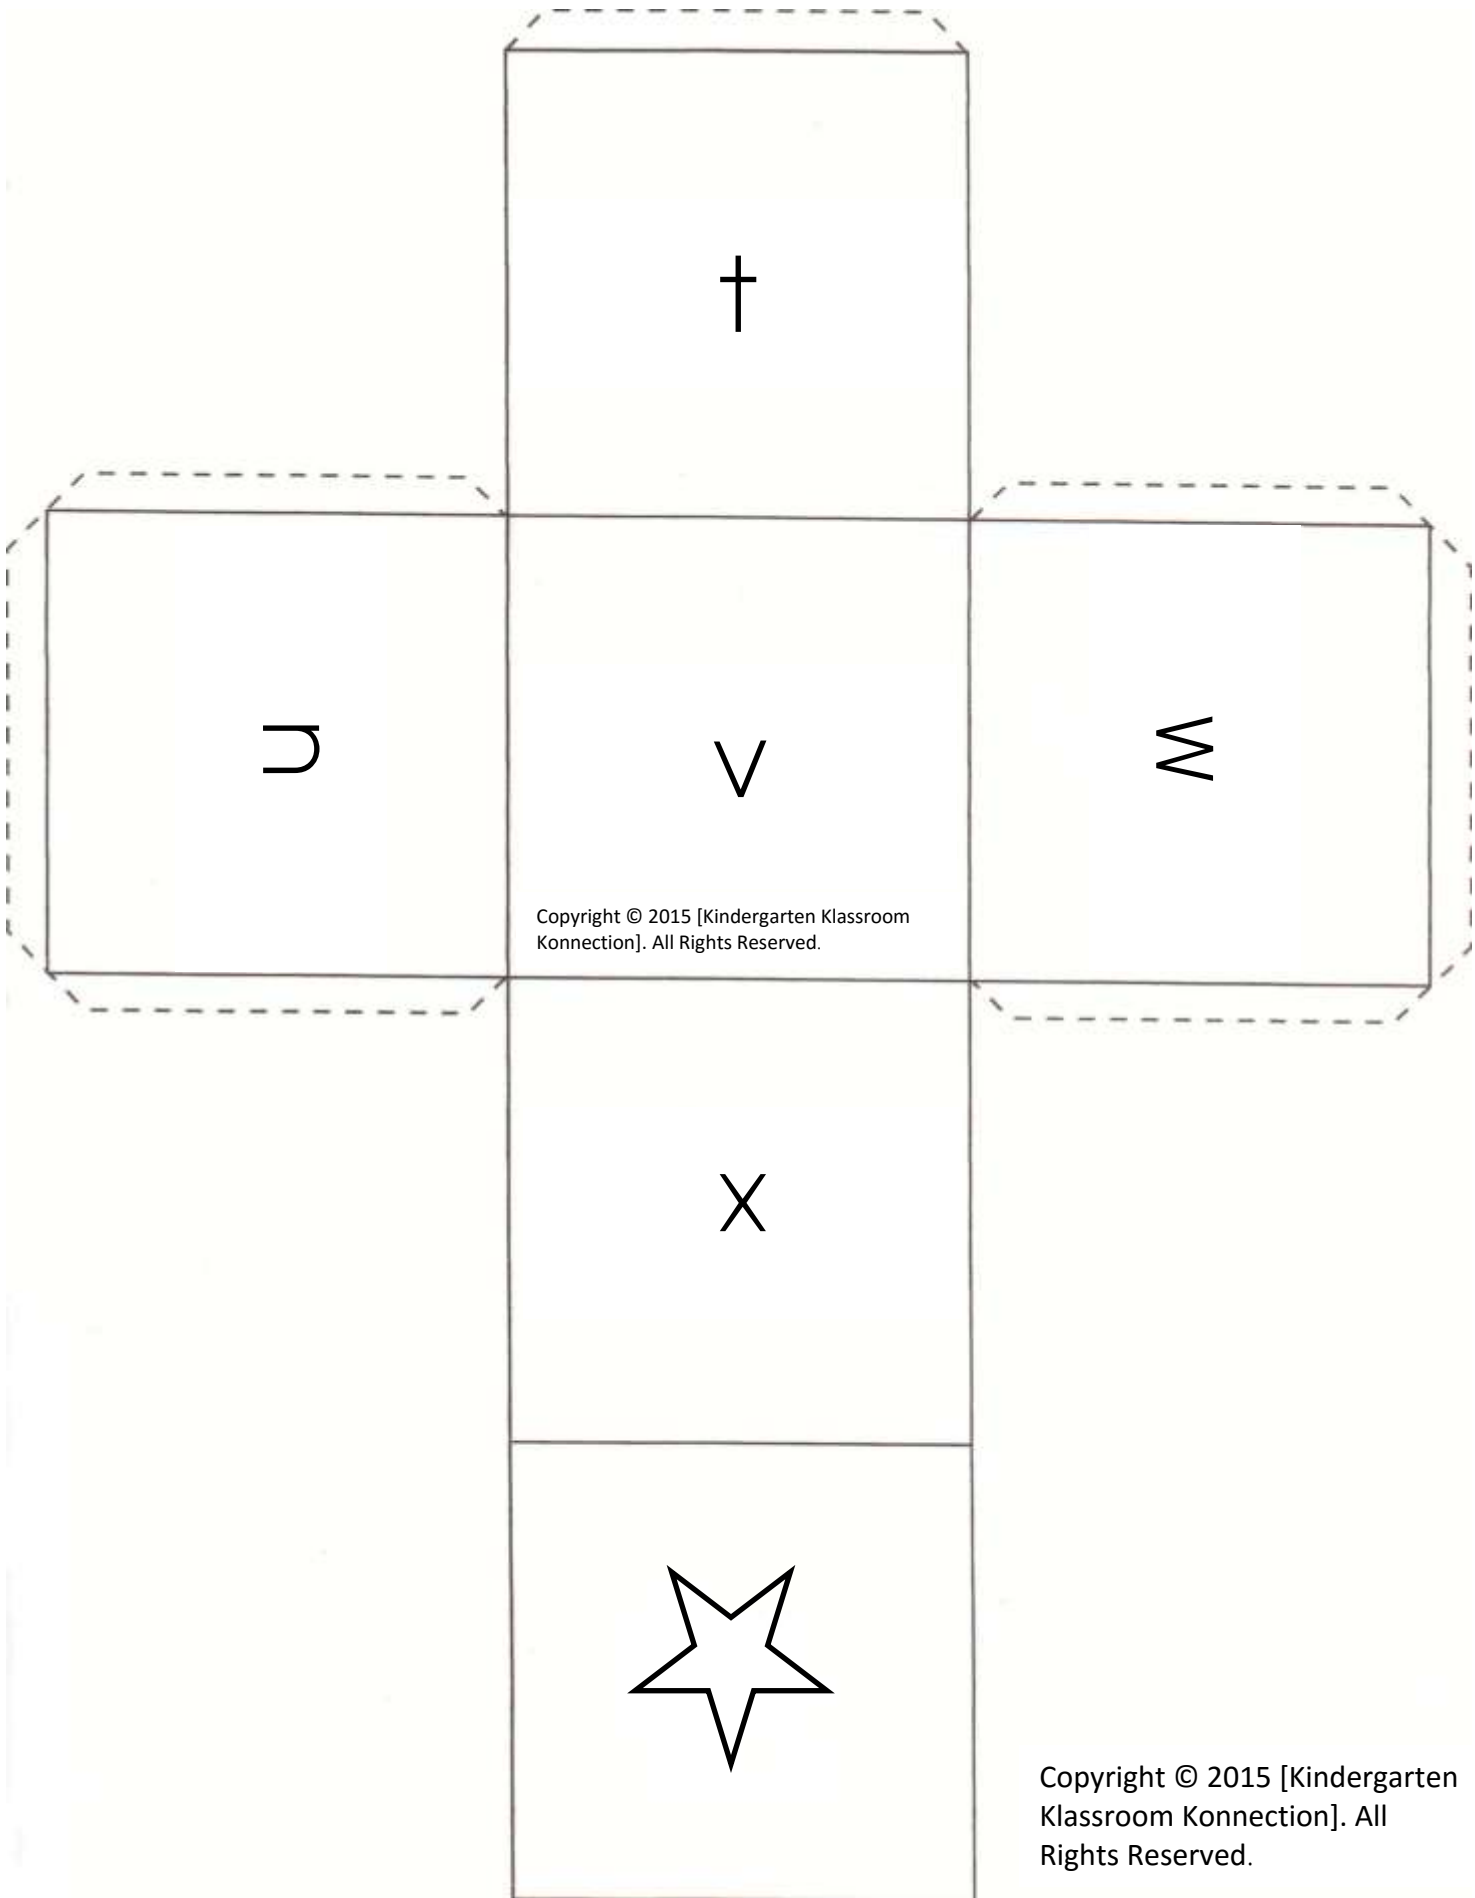 t
u
v
w
Copyright © 2015 [Kindergarten Klassroom
Konnection]. All Rights Reserved.
x
Copyright © 2015 [Kindergarten
Klassroom Konnection]. All
Rights Reserved.